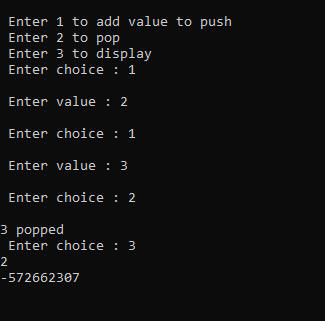 Enter 1 to add value to push
Enter 2 to pop
Enter 3 to display
Enter choice : 1
Enter value : 2
Enter choice : 1
Enter value : 3
Enter choice : 2
3 popped
Enter choice : 3
2
-572662307